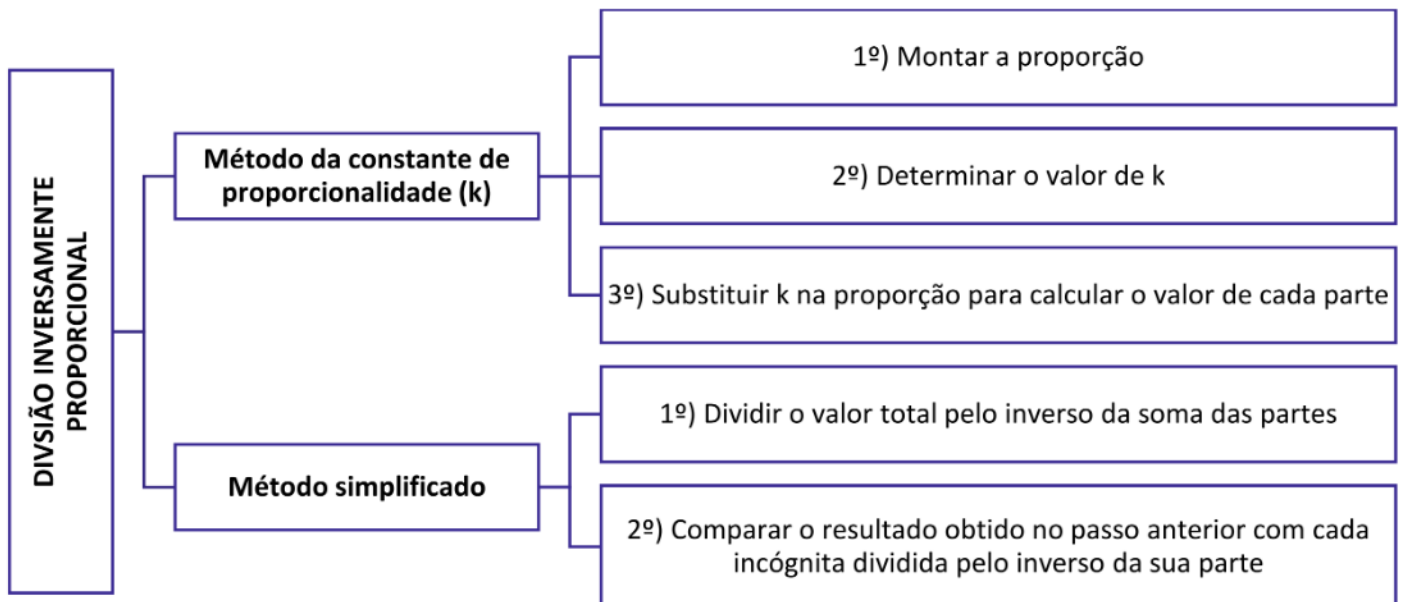 DIVSIÃO INVERSAMENTE
PROPORCIONAL
Método da constante de
proporcionalidade (k)
1º) Montar a proporção
2º) Determinar o valor de k
3º) Substituir k na proporção para calcular o valor de cada parte
Método simplificado
1º) Dividir o valor total pelo inverso da soma das partes
2º) Comparar o resultado obtido no passo anterior com cada
incógnita dividida pelo inverso da sua parte